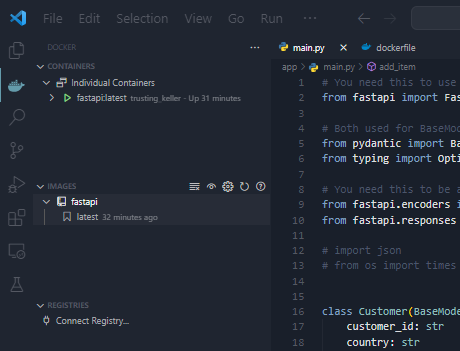 File Edit Selection View Go Run ···
DOCKER ···
CONTAINERS
Individual Containers
fastapi:latest trusting_keller - Up 31 minutes
IMAGES
fastapi
latest 32 minutes ago
REGISTRIES
Connect Registry...
main.py dockerfile
app > main.py > add_item
1 # You need this to use
2 from fastapi import Fas
3
4 # Both used for BaseMod
5 from pydantic import Ba
6 from typing import Opti
7
8 # You need this to be a
9 from fastapi.encoders i
10 from fastapi.responses
11
12 # import json
13 # from os import times
14
15
16 class Customer(BaseMode
17 customer_id: str
18 country: str